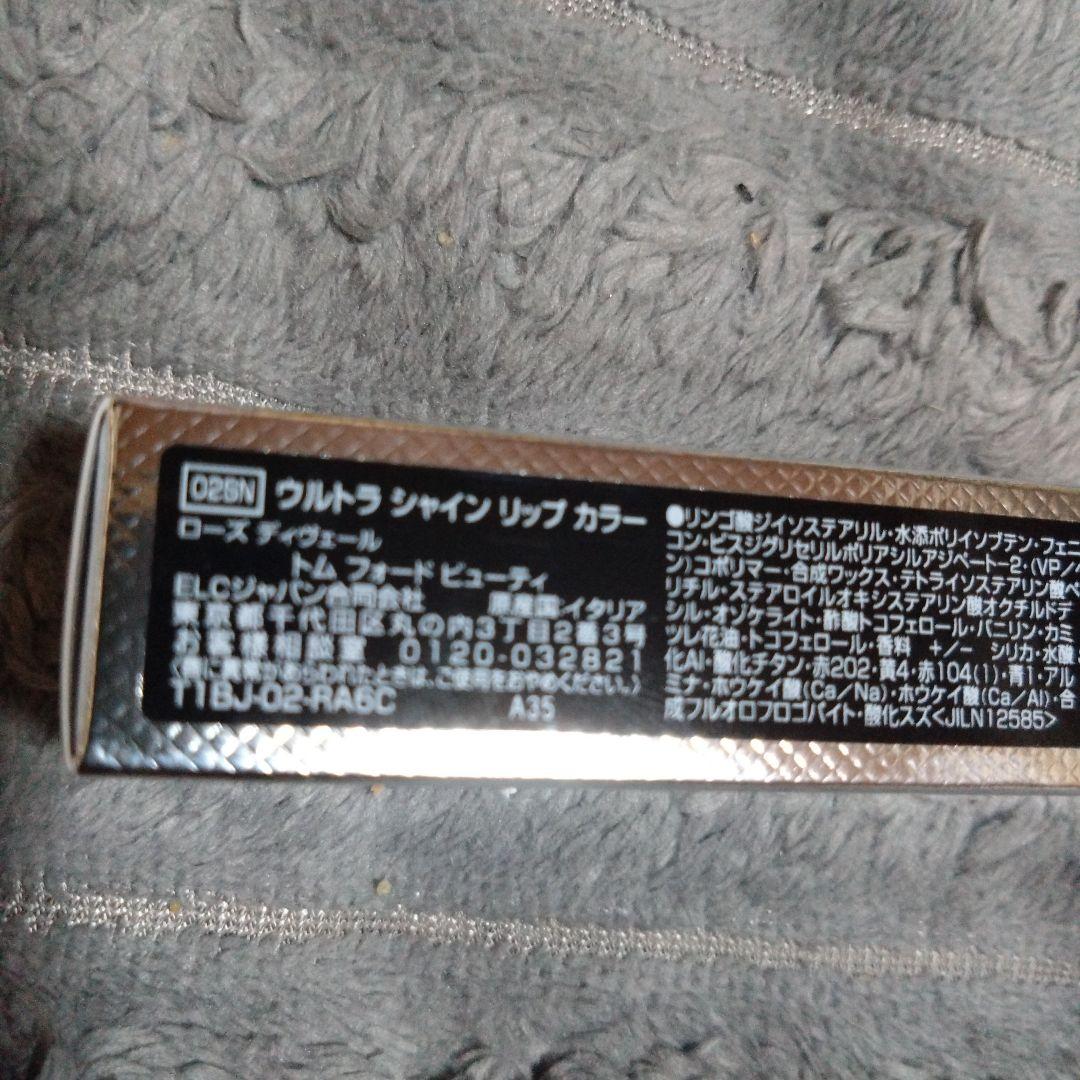 026N ウルトラ シャイン リップ カラー
ローズ ディヴェール
トム フォード ビューティ
ELCジャパン合同会社 原産国:イタリア
東京都千代田区丸の内3丁目2番3号
お客様相談室 0120-032821
〈肌に異常があらわれたときは、ご使用をおやめください。〉
T1BJ-02-RA6C A35
●リンゴ酸ジイソステアリル・水添ポリイソブテン・フェニ
コン・ビスジグリセリルポリアシルアジペート-2・(VP/
ン)コポリマー・合成ワックス・テトライソステアリン酸ペ
リチル・ステアロイルオキシステアリン酸オクチルドデ
シル・オゾケライト・酢酸トコフェロール・バニリン・カミ
ツレ花油・トコフェロール・香料 +/− シリカ・水酸
化Al・酸化チタン・赤202・黄4・赤104(1)・青1・アル
ミナ・ホウケイ酸(Ca/Na)・ホウケイ酸(Ca/Al)・合
成フルオロフロゴパイト・酸化スズ<JILN12585>